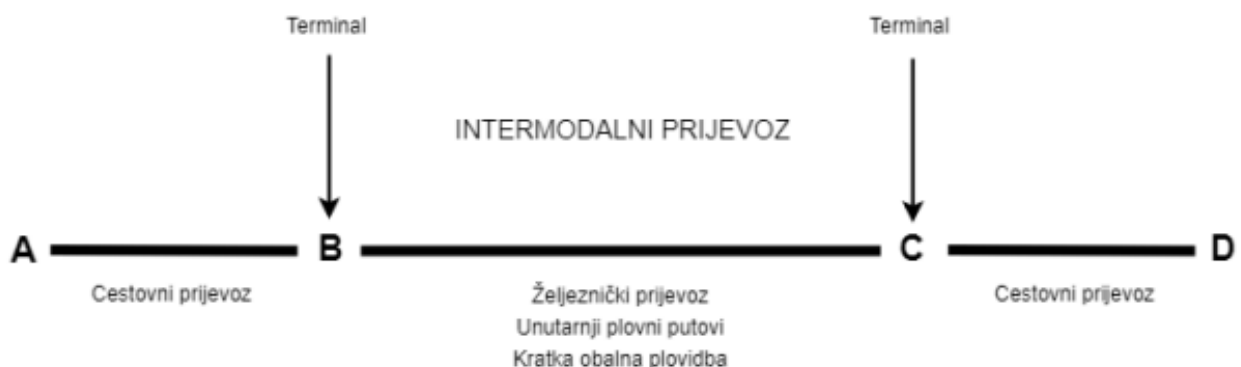 Terminal
Terminal
INTERMODALNI PRIJEVOZ
A
B
C
D
Cestovni prijevoz
Željeznički prijevoz
Cestovni prijevoz
Unutarnji plovni putovi
Kratka obalna plovidba